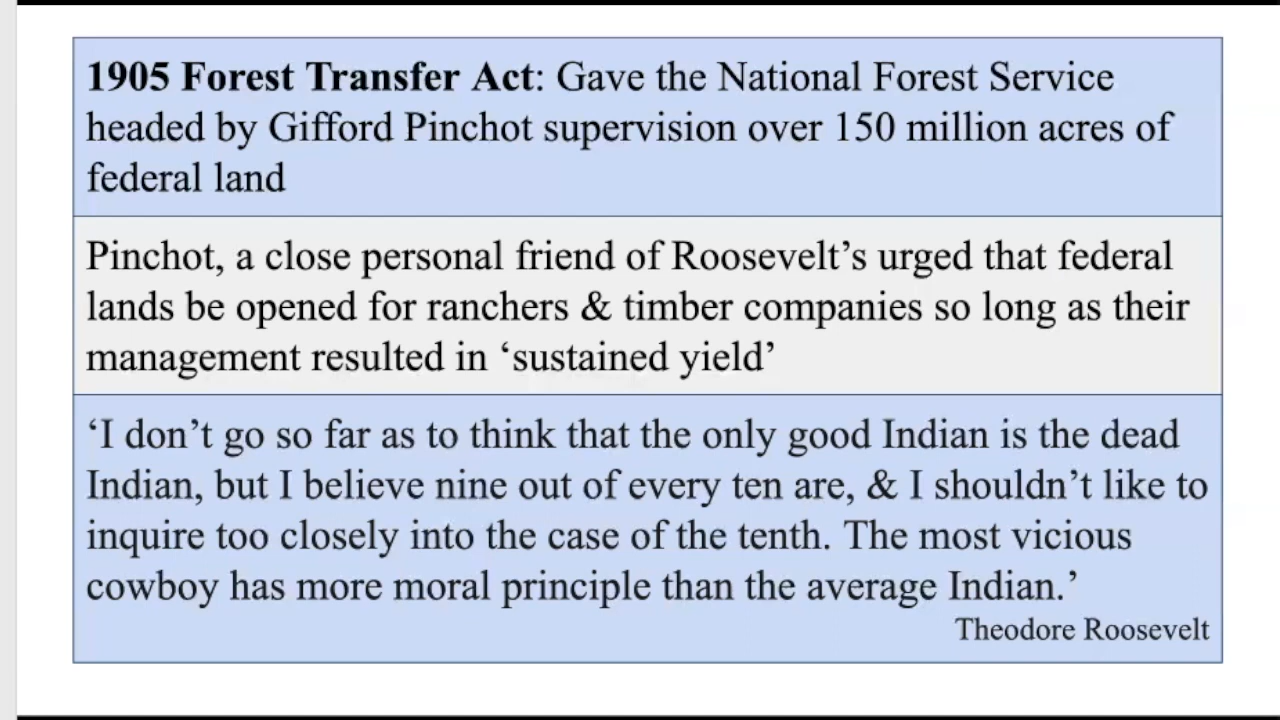 1905 Forest Transfer Act: Gave the National Forest Service
headed by Gifford Pinchot supervision over 150 million acres of
federal land
Pinchot, a close personal friend of Roosevelt’s urged that federal
lands be opened for ranchers & timber companies so long as their
management resulted in ‘sustained yield’
‘I don’t go so far as to think that the only good Indian is the dead
Indian, but I believe nine out of every ten are, & I shouldn’t like to
inquire too closely into the case of the tenth. The most vicious
cowboy has more moral principle than the average Indian.’
Theodore Roosevelt